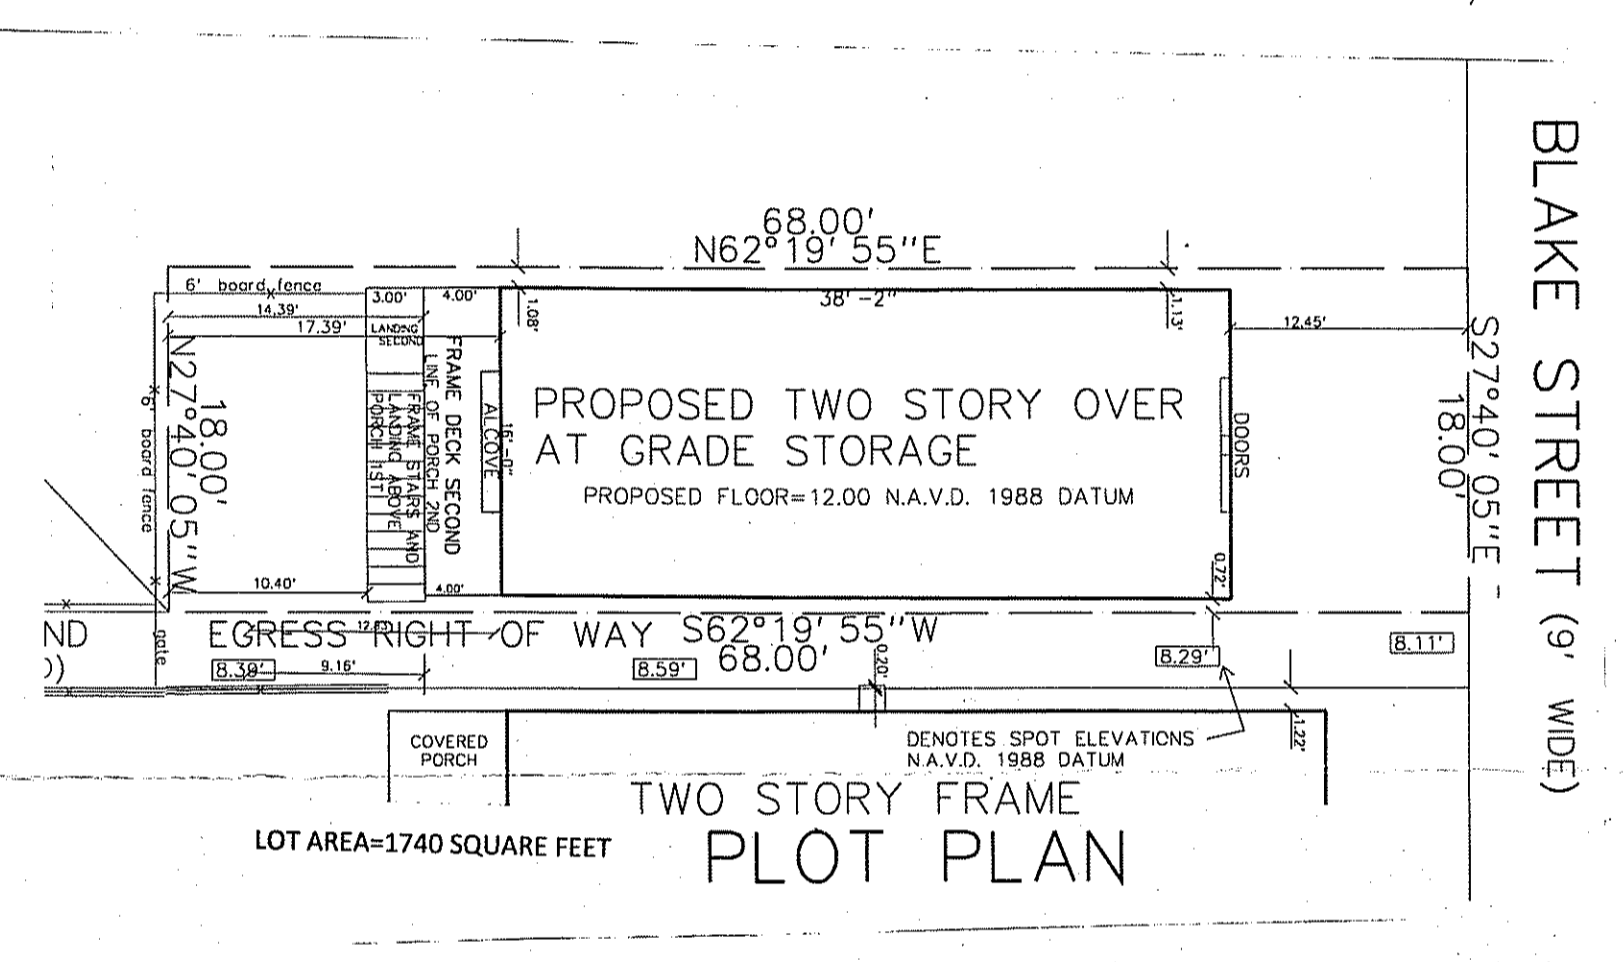 68.00'
N62°19' 55"E
6' board fence
3.00'
4.00'
38'-2"
14.39'
17.39'
1.08'
1.13'
12.45'
LANDING
SECOND
N27°40' 05"W
18.00'
6' board fence
FRAME DECK SECOND
LINE OF PORCH 2ND
FRAME STAIRS AND
LANDING ABOVE
PORCH 1ST
ALCOVE
16'-0"
PROPOSED TWO STORY OVER
AT GRADE STORAGE
PROPOSED FLOOR=12.00 N.A.V.D. 1988 DATUM
DOORS
S27°40' 05"E -
18.00'
BLAKE STREET (9' WIDE)
10.40'
4.00'
0.72'
ND
))
gate
EGRESS RIGHT OF WAY
S62°19' 55"W
68.00'
8.39'
9.16'
8.59'
0.20'
8.29'
8.11'
COVERED
PORCH
DENOTES SPOT ELEVATIONS
N.A.V.D. 1988 DATUM
1.22'
TWO STORY FRAME
LOT AREA=1740 SQUARE FEET
PLOT PLAN